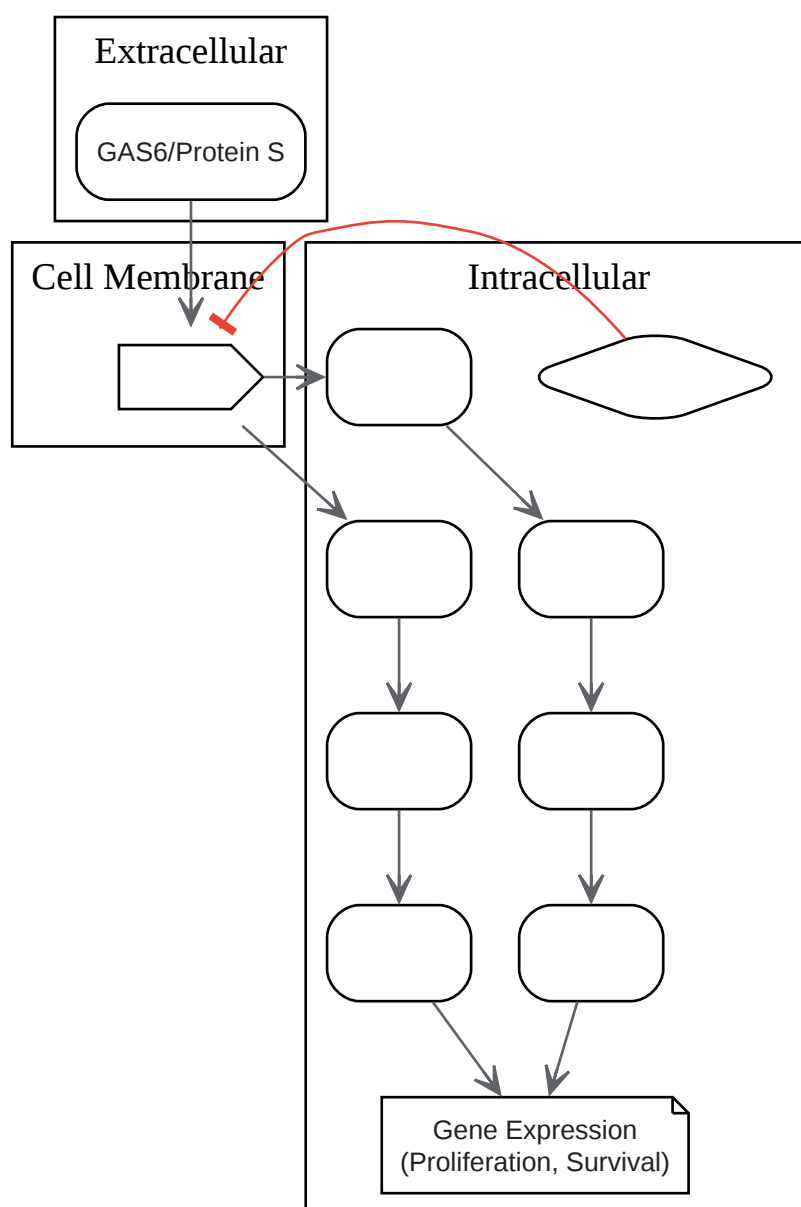 Extracellular
GAS6/Protein S
Cell Membrane
Intracellular
Gene Expression
(Proliferation, Survival)